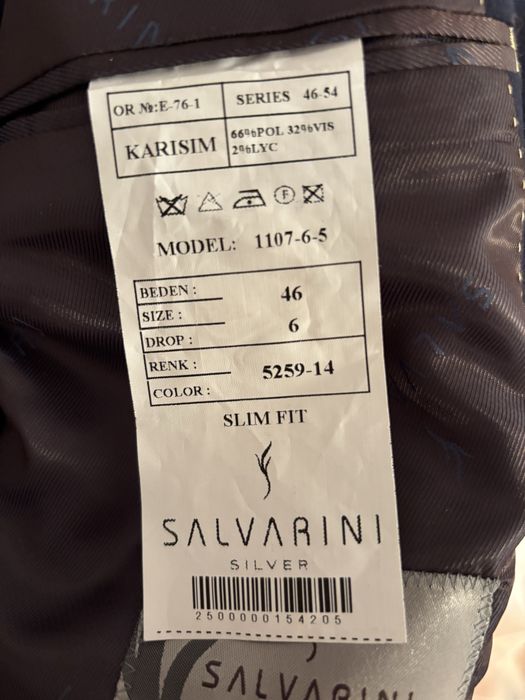 OR №:E-76-1
SERIES 46-54
KARISIM
66%POL 32%VIS
2%LYC
F
MODEL: 1107-6-5
BEDEN :
SIZE :
46
DROP :
6
RENK :
COLOR :
5259-14
SLIM FIT
SALVARINI
SILVER
2500000154205
SALVARINI